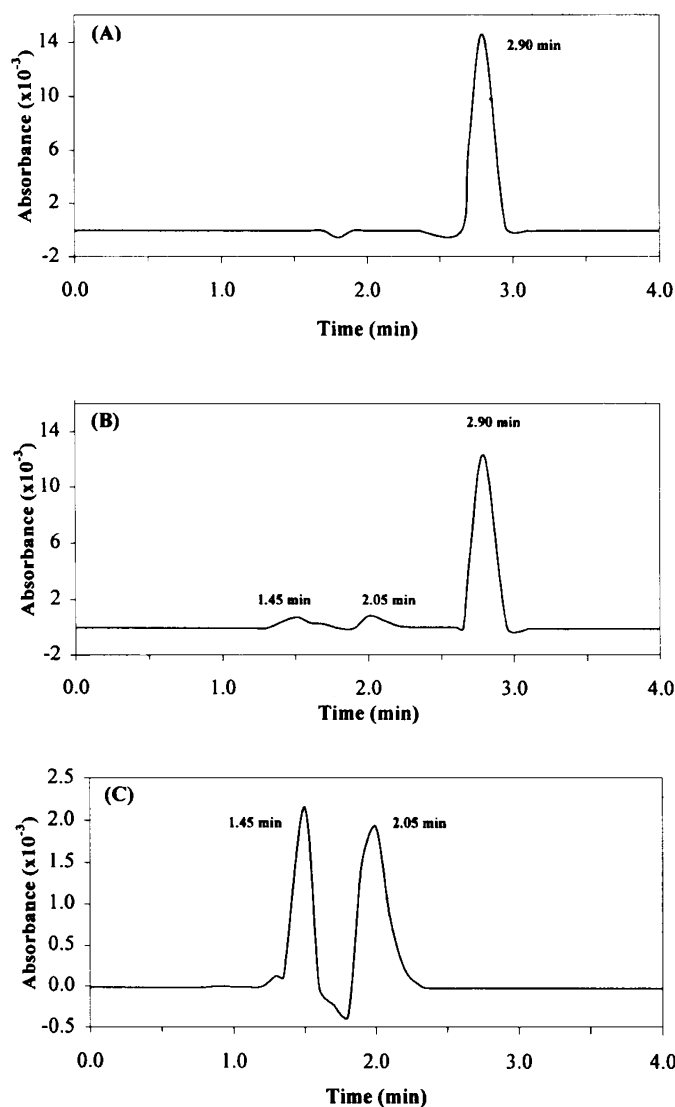 (A)
2.90 min
Absorbance (x10⁻³)
14
10
6
2
-2
0.0 1.0 2.0 3.0 4.0
Time (min)
(B)
2.90 min
1.45 min
2.05 min
Absorbance (x10⁻³)
14
10
6
2
-2
0.0 1.0 2.0 3.0 4.0
Time (min)
(C)
1.45 min
2.05 min
Absorbance (x10⁻³)
2.5
2.0
1.5
1.0
0.5
0.0
-0.5
0.0 1.0 2.0 3.0 4.0
Time (min)